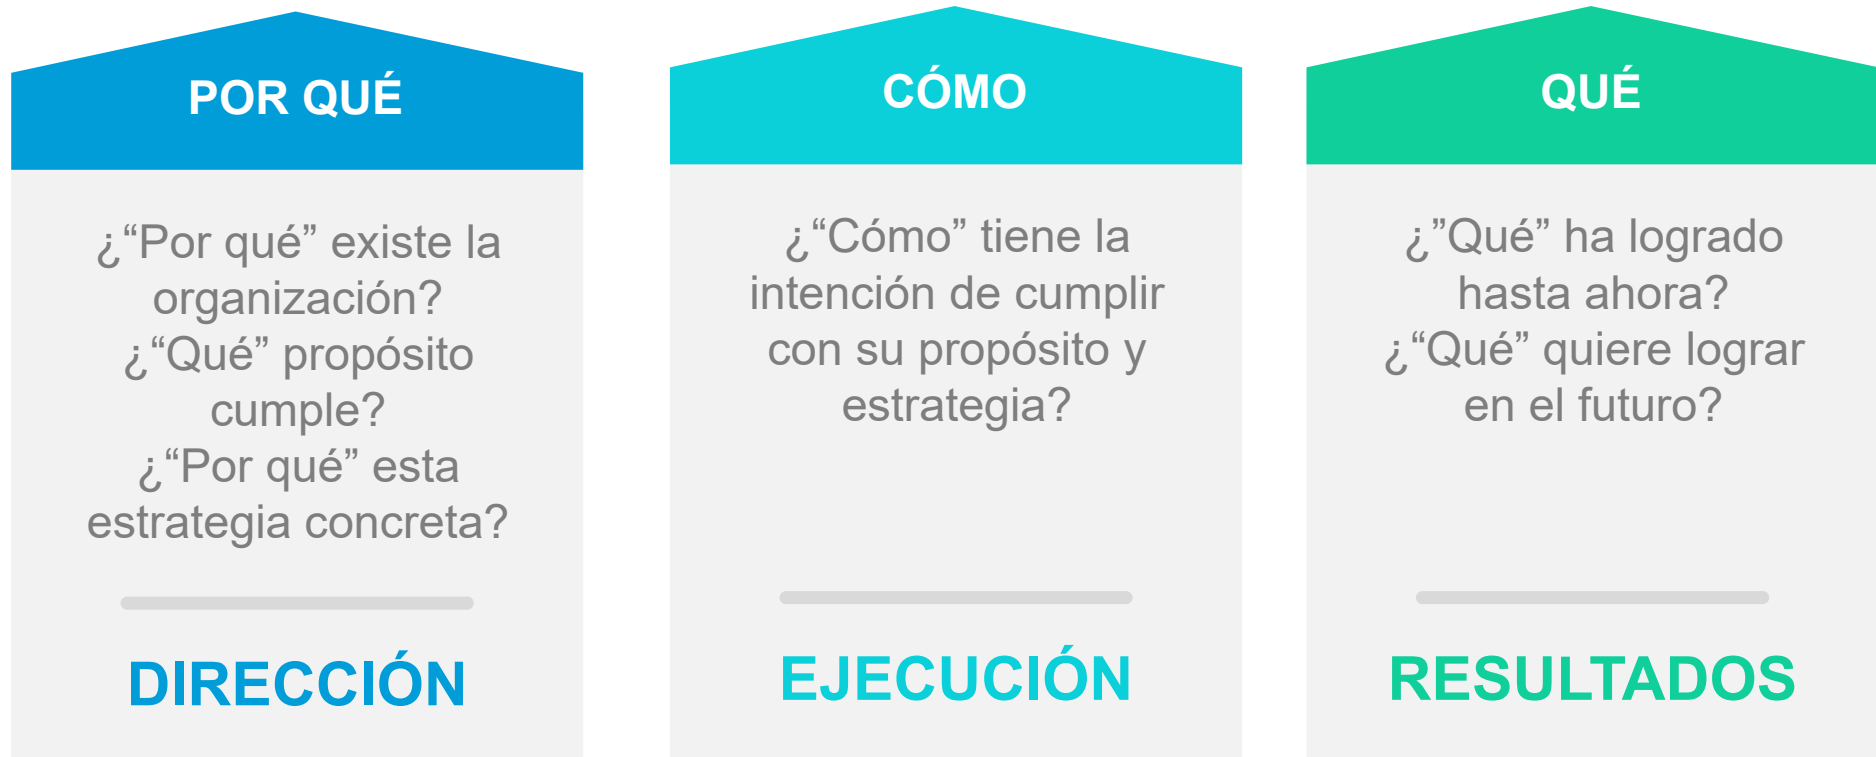 POR QUÉ
¿“Por qué” existe la
organización?
¿“Qué” propósito
cumple?
¿“Por qué” esta
estrategia concreta?
DIRECCIÓN
CÓMO
¿“Cómo” tiene la
intención de cumplir
con su propósito y
estrategia?
EJECUCIÓN
QUÉ
¿”Qué” ha logrado
hasta ahora?
¿“Qué” quiere lograr
en el futuro?
RESULTADOS